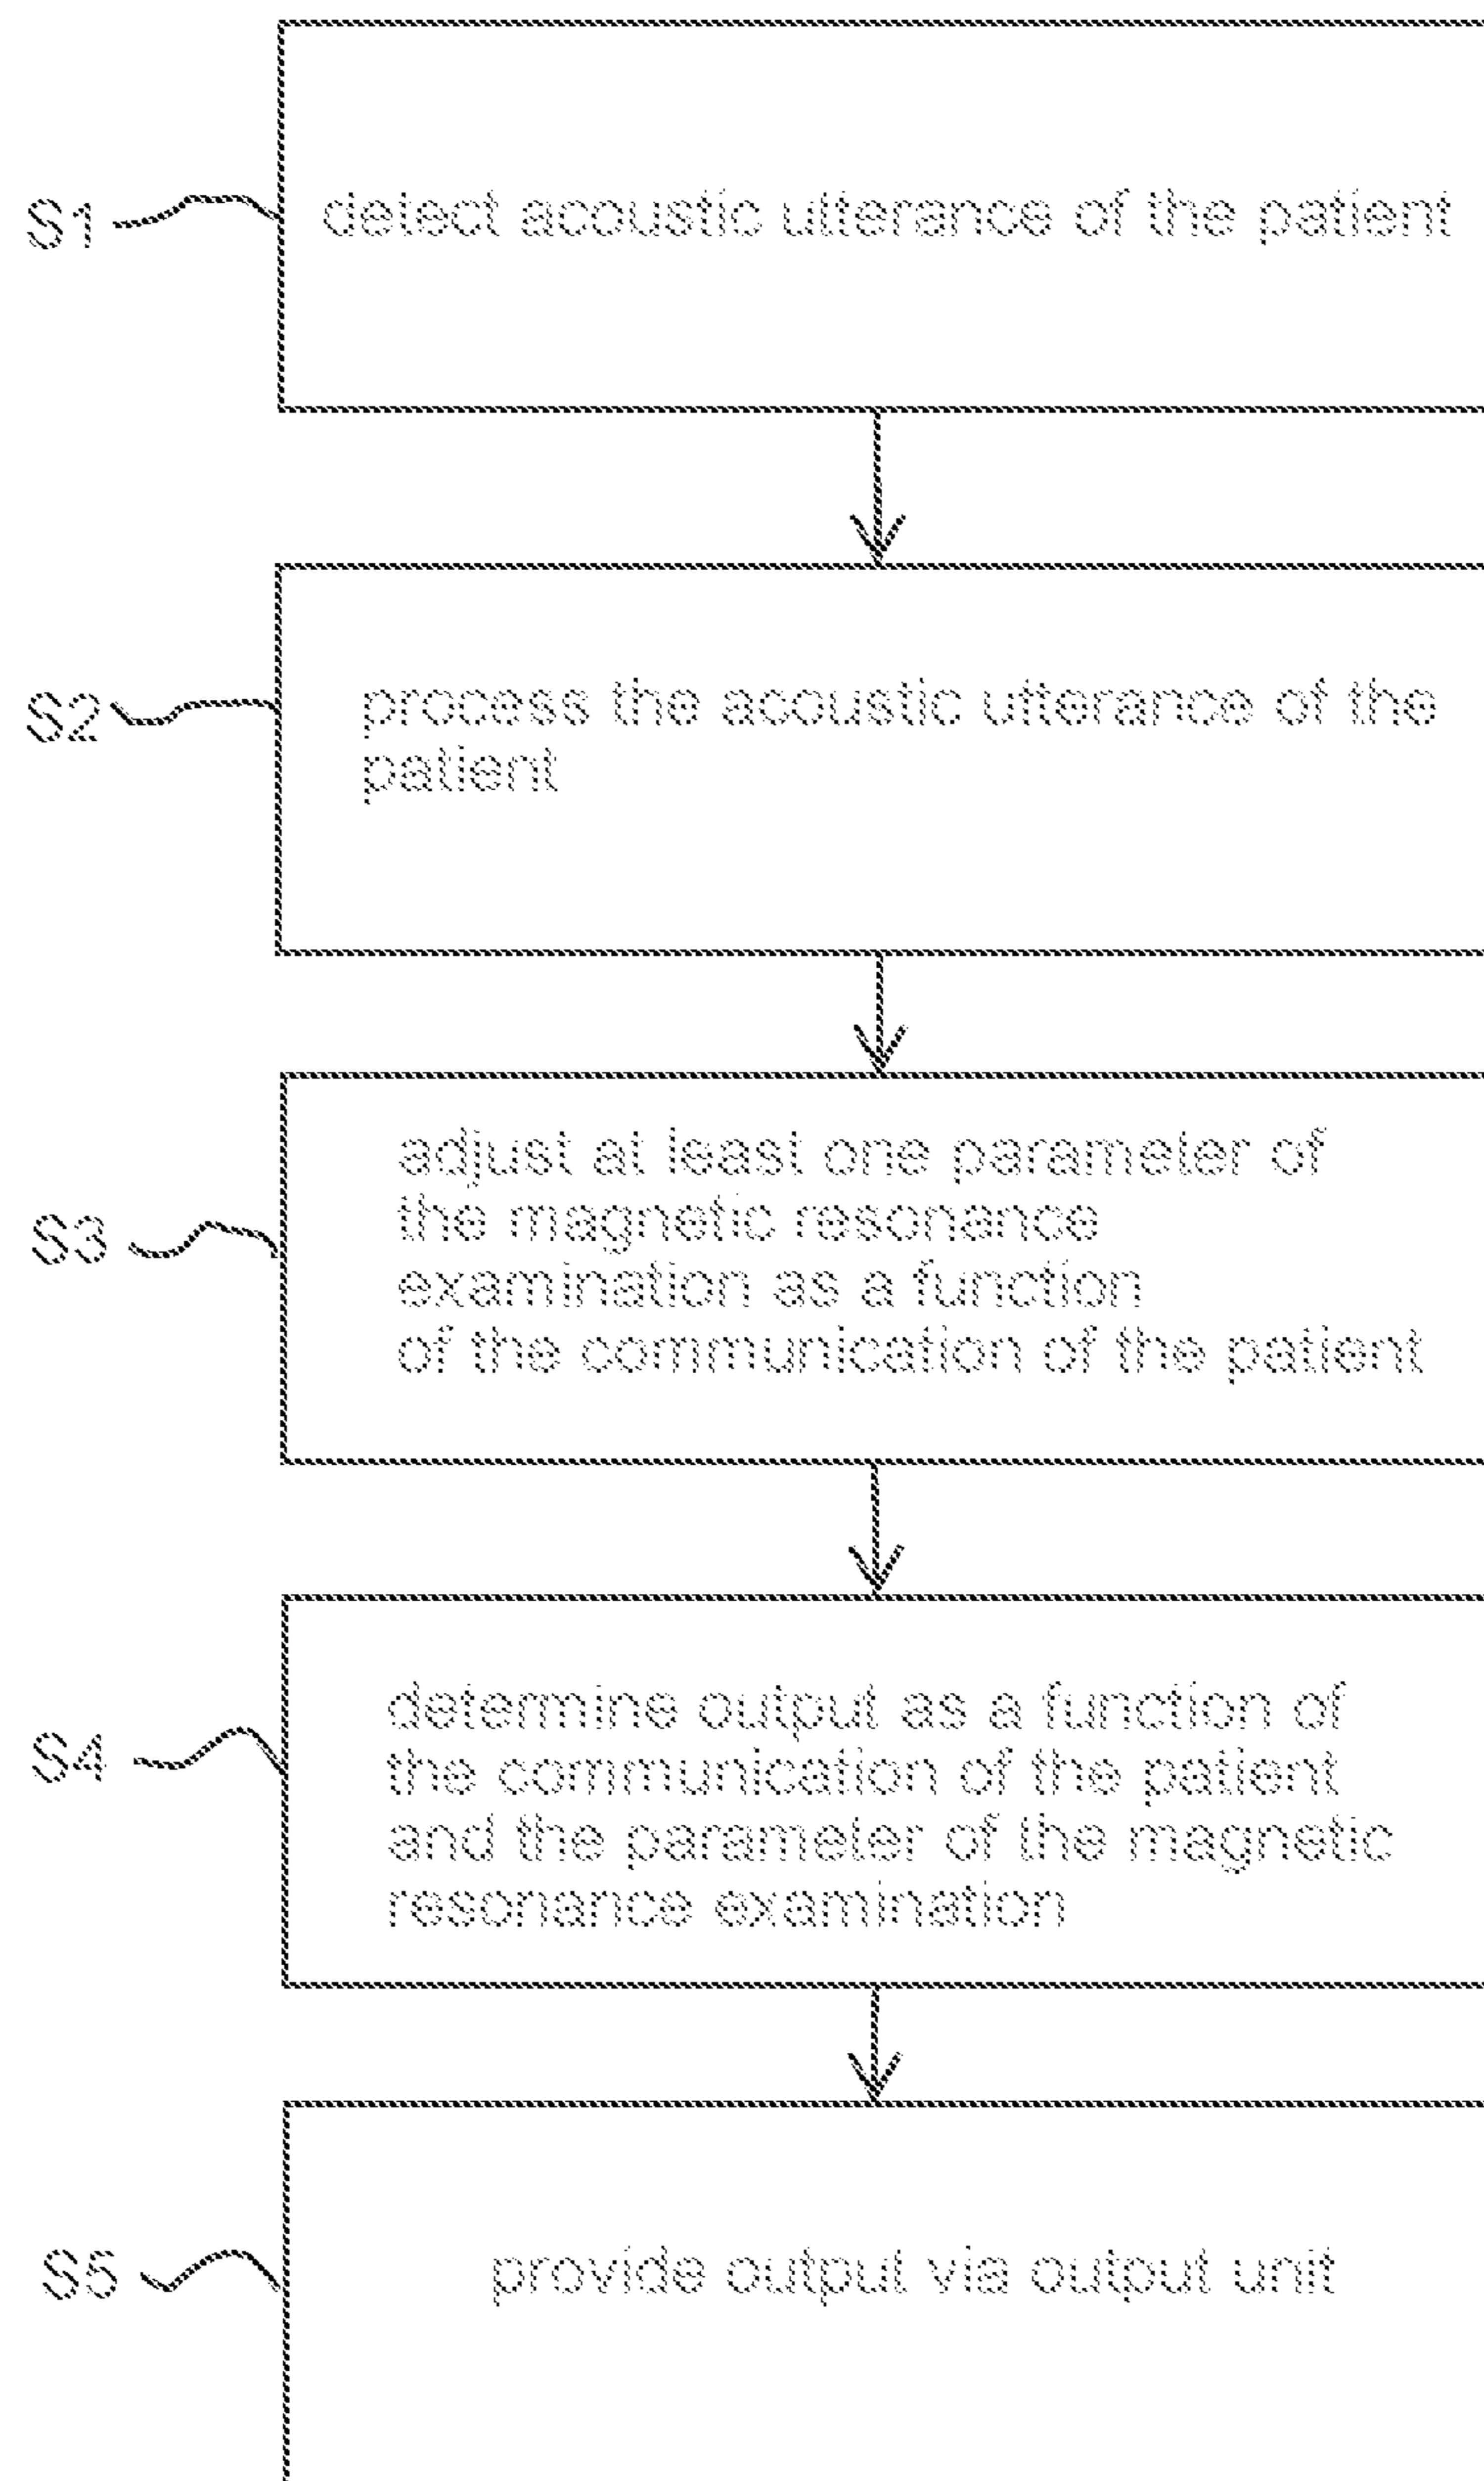 S1
detect acoustic utterance of the patient
S2
process the acoustic utterance of the
patient
S3
adjust at least one parameter of
the magnetic resonance
examination as a function
of the communication of the patient
S4
determine output as a function of
the communication of the patient
and the parameter of the magnetic
resonance examination
S5
provide output via output unit